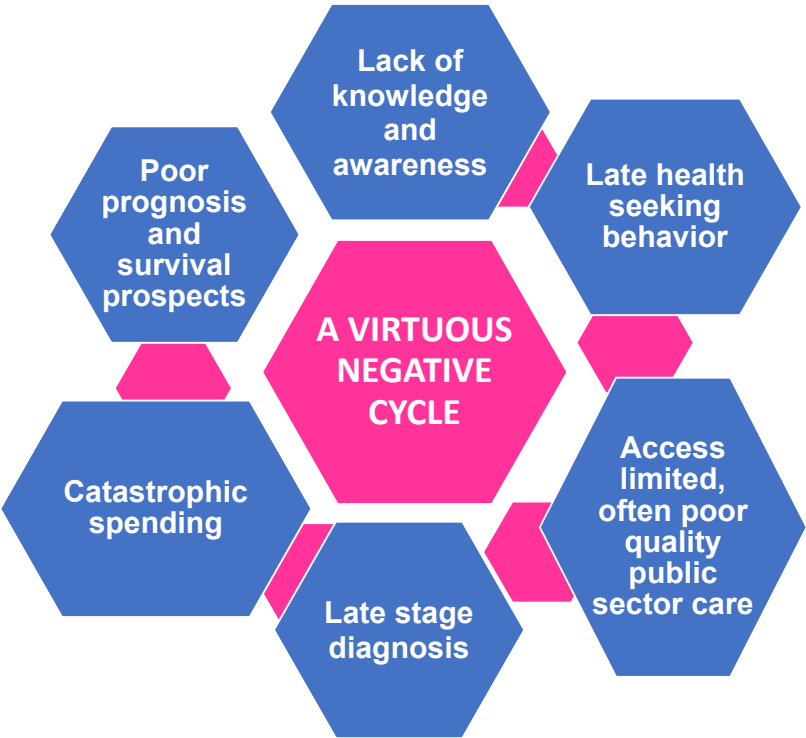 Lack of
knowledge
and
awareness
Late health
seeking
behavior
Access
limited,
often poor
quality
public
sector care
Late stage
diagnosis
Catastrophic
spending
Poor
prognosis
and
survival
prospects
A VIRTUOUS
NEGATIVE
CYCLE